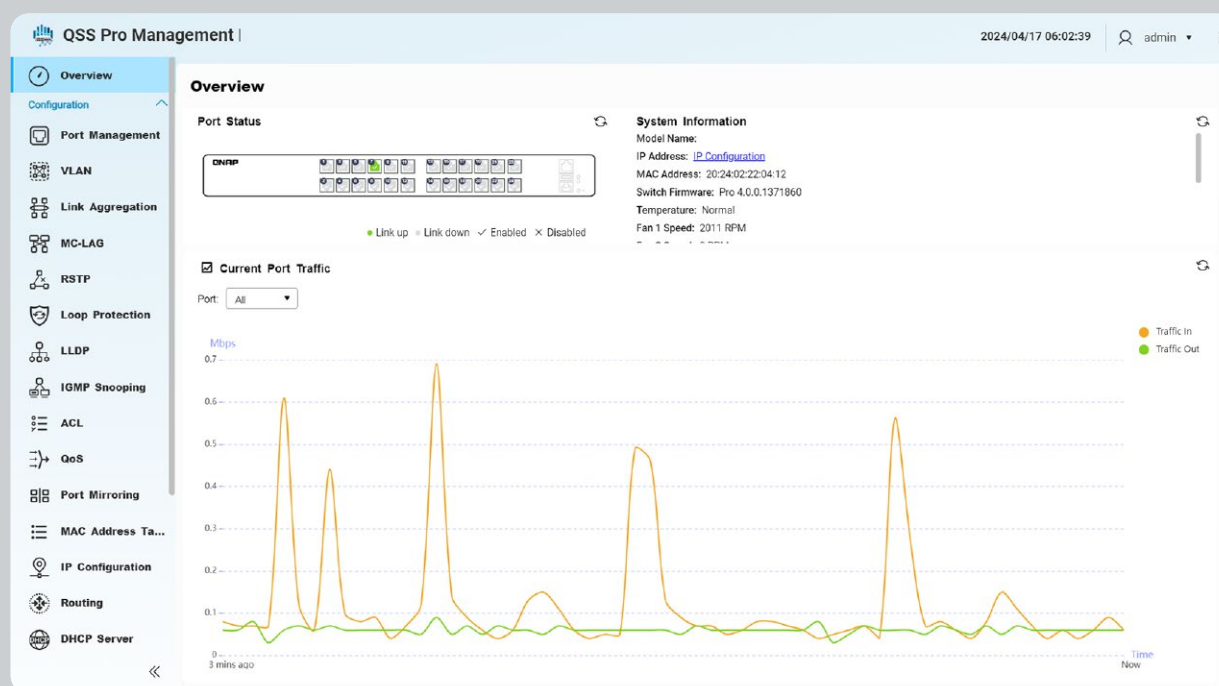 QSS Pro Management |
2024/04/17 06:02:39
admin
Overview
Configuration
Port Management
VLAN
Link Aggregation
MC-LAG
RSTP
Loop Protection
LLDP
IGMP Snooping
ACL
QoS
Port Mirroring
MAC Address Ta...
IP Configuration
Routing
DHCP Server
Overview
Port Status
QNAP
Link up Link down Enabled Disabled
System Information
Model Name:
IP Address: IP Configuration
MAC Address: 20:24:02:22:04:12
Switch Firmware: Pro 4.0.0.1371860
Temperature: Normal
Fan 1 Speed: 2011 RPM
Current Port Traffic
Port: All
Traffic In
Traffic Out
Mbps
0.7
0.6
0.5
0.4
0.3
0.2
0.1
0
3 mins ago
Time
Now